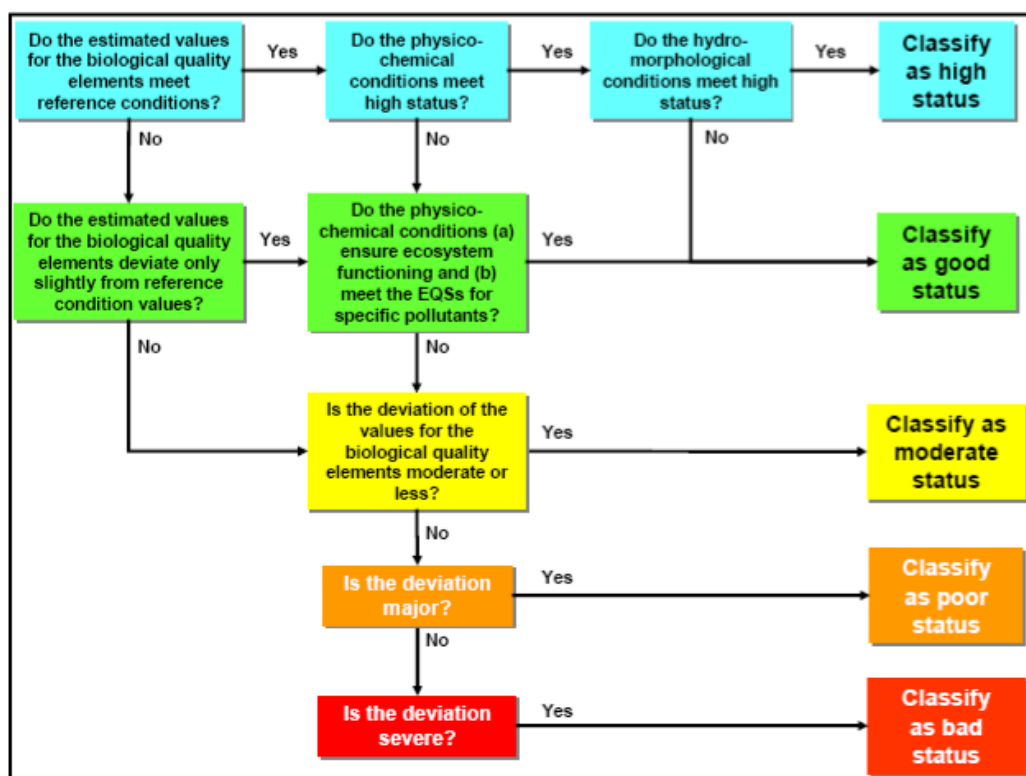 Do the estimated values
for the biological quality
elements meet
reference conditions?
Yes
Do the physico-
chemical
conditions meet
high status?
Yes
Do the hydro-
morphological
conditions meet high
status?
Yes
Classify
as high
status
No
No
No
Do the estimated values
for the biological quality
elements deviate only
slightly from reference
condition values?
Yes
Do the physico-
chemical conditions (a)
ensure ecosystem
functioning and (b)
meet the EQSs for
specific pollutants?
Yes
Classify
as good
status
No
No
Is the deviation of the
values for the
biological quality
elements moderate or
less?
Yes
Classify as
moderate
status
No
Is the deviation
major?
Yes
Classify
as poor
status
No
Is the deviation
severe?
Yes
Classify
as bad
status